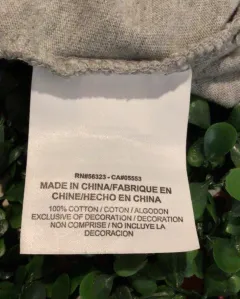 RN#56323 - CA#05553
MADE IN CHINA/FABRIQUE EN
CHINE/HECHO EN CHINA
100% COTTON / COTON / ALGODON
EXCLUSIVE OF DECORATION / DECORATION
NON COMPRISE / NO INCLUYE LA
DECORACION